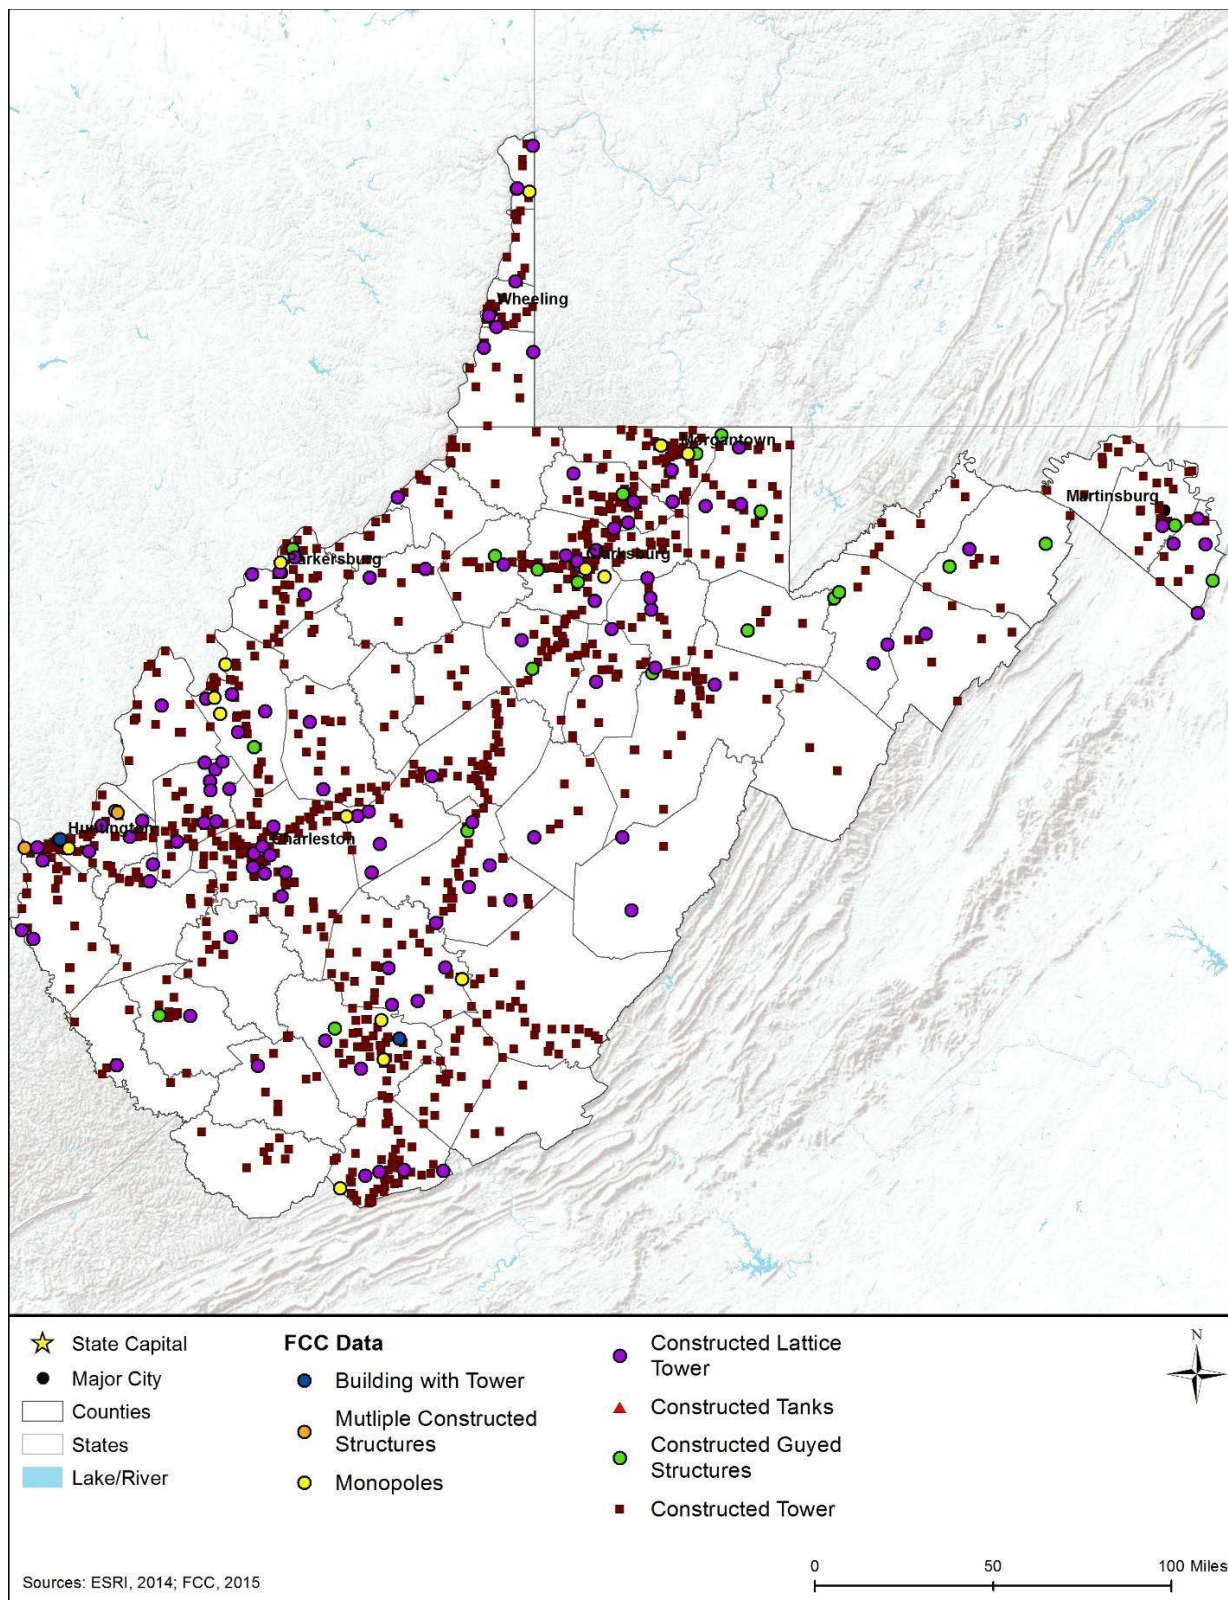 Wheeling
Morgantown
Martinsburg
Parkersburg
Clarksburg
Huntington
Charleston
State Capital
Major City
Counties
States
Lake/River
FCC Data
Building with Tower
Mutliple Constructed
Structures
Monopoles
Constructed Lattice
Tower
Constructed Tanks
Constructed Guyed
Structures
Constructed Tower
N
0 50 100 Miles
Sources: ESRI, 2014; FCC, 2015